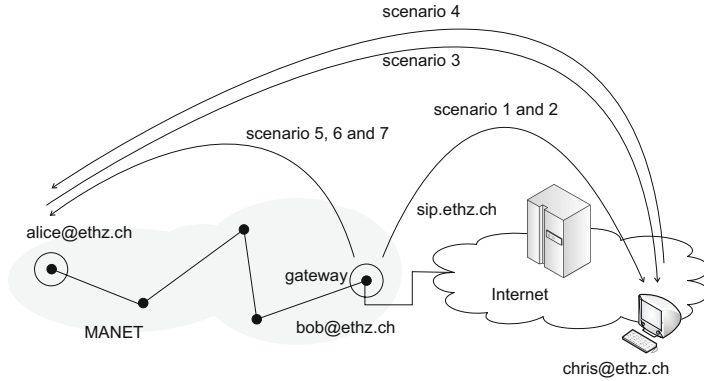 scenario 4
scenario 3
scenario 1 and 2
scenario 5, 6 and 7
sip.ethz.ch
alice@ethz.ch
gateway
Internet
MANET
bob@ethz.ch
chris@ethz.ch